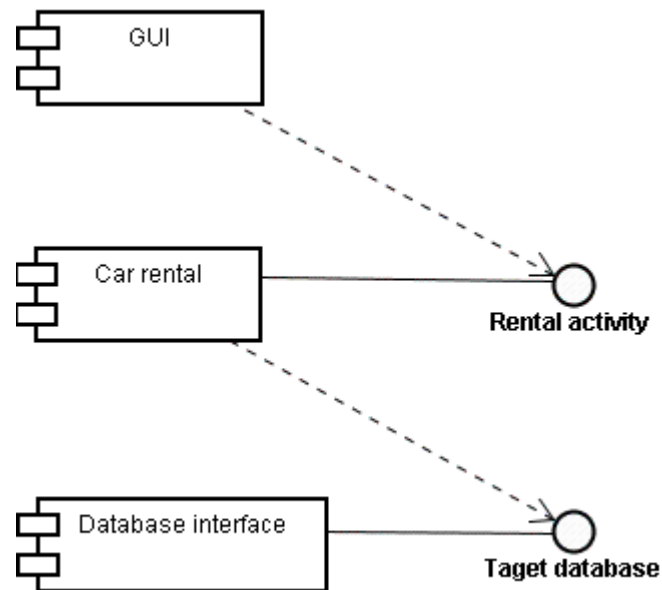 GUI
Car rental
Rental activity
Database interface
Taget database